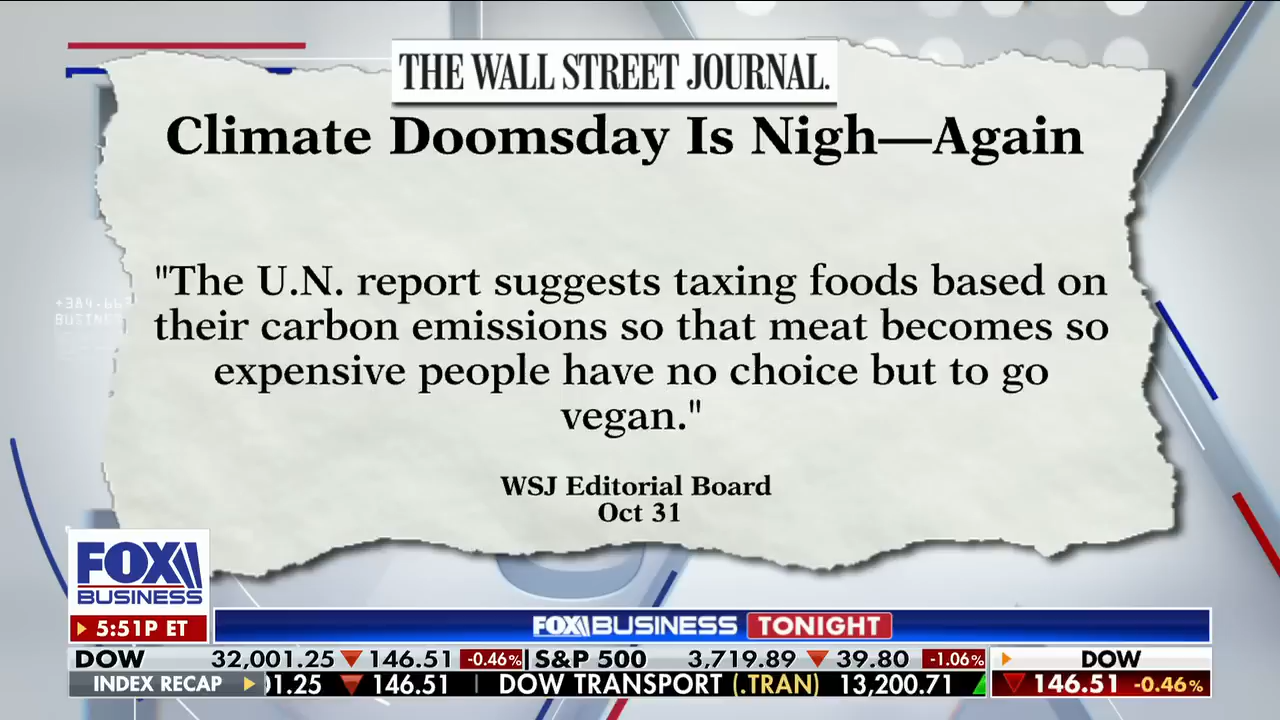 THE WALL STREET JOURNAL.
Climate Doomsday Is Nigh—Again
"The U.N. report suggests taxing foods based on
their carbon emissions so that meat becomes so
expensive people have no choice but to go
vegan."
WSJ Editorial Board
Oct 31
FOX
BUSINESS
5:51P ET
FOX BUSINESS TONIGHT
DOW 32,001.25 146.51 -0.46% S&P 500 3,719.89 39.80 -1.06% DOW
INDEX RECAP 01.25 146.51 DOW TRANSPORT (.TRAN) 13,200.71 146.51 -0.46%